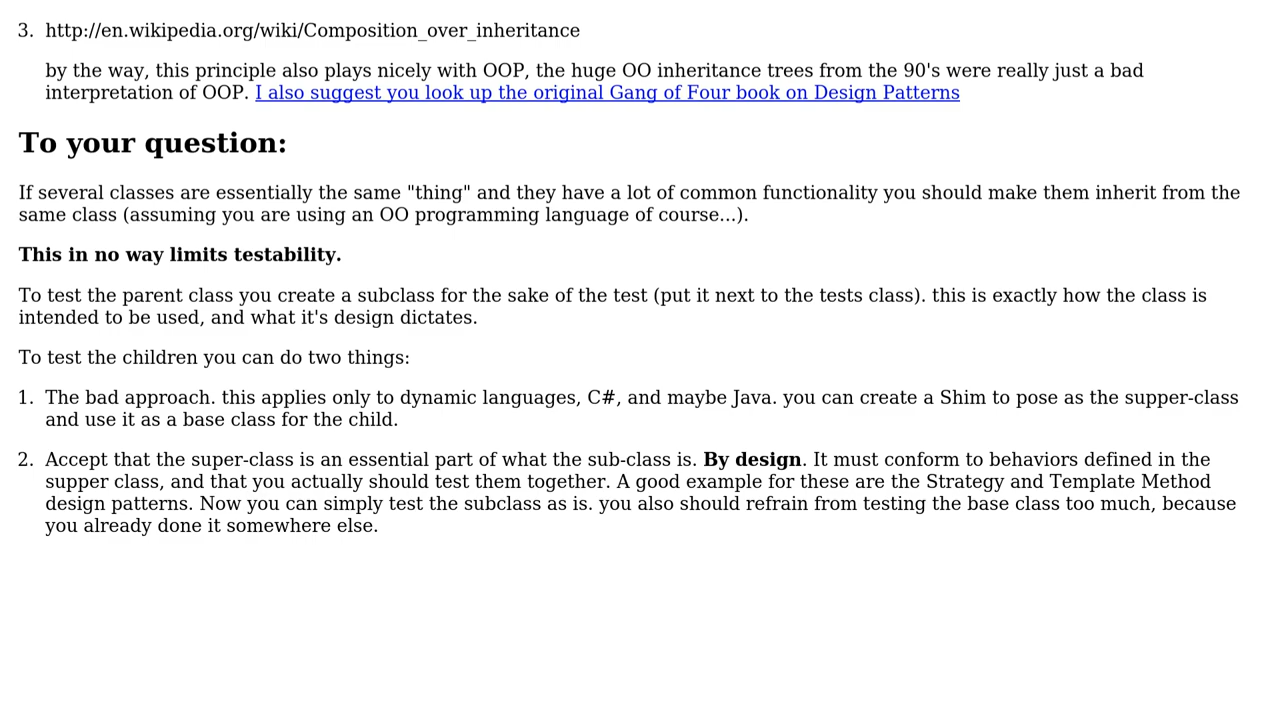 3. http://en.wikipedia.org/wiki/Composition_over_inheritance
by the way, this principle also plays nicely with OOP, the huge OO inheritance trees from the 90's were really just a bad
interpretation of OOP. I also suggest you look up the original Gang of Four book on Design Patterns
To your question:
If several classes are essentially the same "thing" and they have a lot of common functionality you should make them inherit from the
same class (assuming you are using an OO programming language of course...).
This in no way limits testability.
To test the parent class you create a subclass for the sake of the test (put it next to the tests class). this is exactly how the class is
intended to be used, and what it's design dictates.
To test the children you can do two things:
1. The bad approach. this applies only to dynamic languages, C#, and maybe Java. you can create a Shim to pose as the supper-class
and use it as a base class for the child.
2. Accept that the super-class is an essential part of what the sub-class is. By design. It must conform to behaviors defined in the
supper class, and that you actually should test them together. A good example for these are the Strategy and Template Method
design patterns. Now you can simply test the subclass as is. you also should refrain from testing the base class too much, because
you already done it somewhere else.